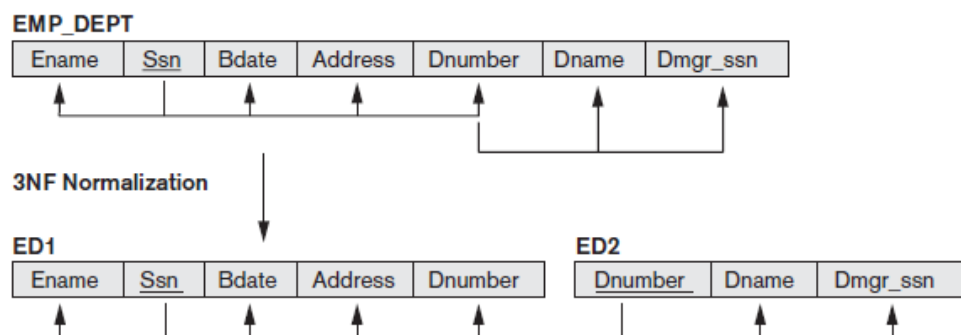 EMP_DEPT
Ename Ssn Bdate Address Dnumber Dname Dmgr_ssn
3NF Normalization
ED1 ED2
Ename Ssn Bdate Address Dnumber Dnumber Dname Dmgr_ssn